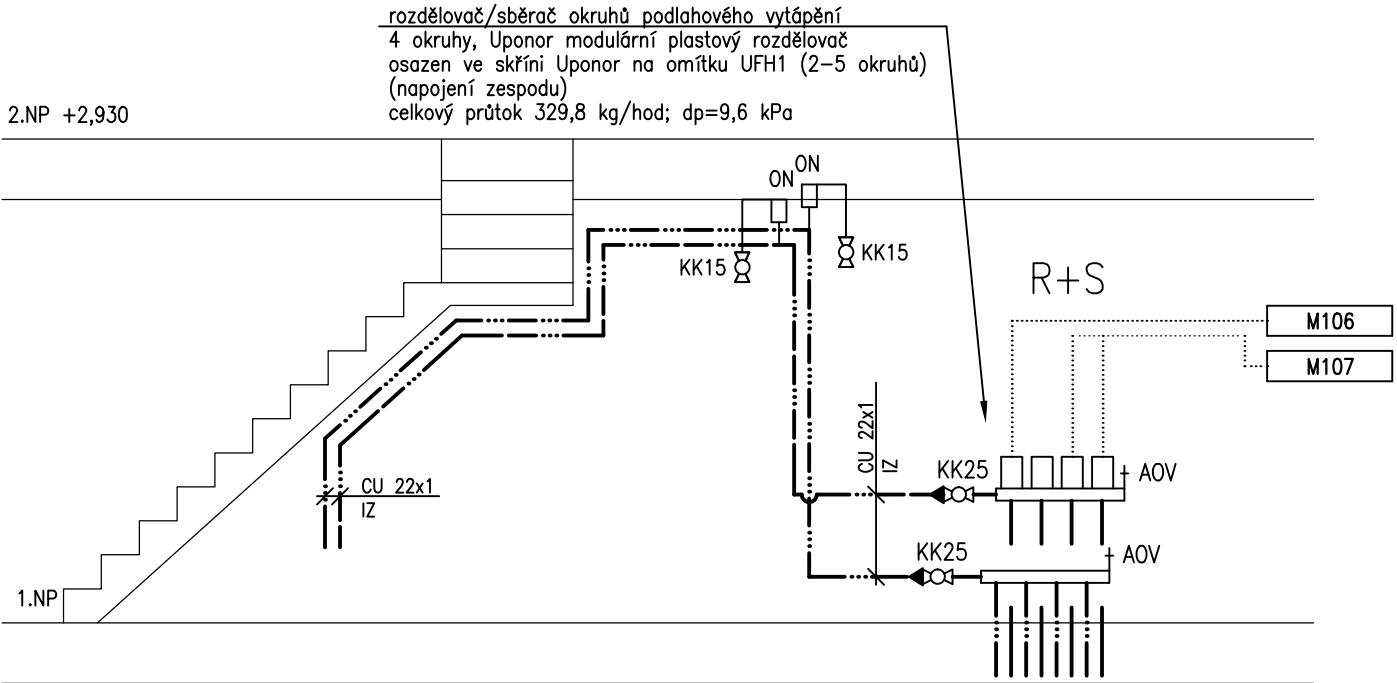 rozdělovač/sběrač okruhů podlahového vytápění
4 okruhy, Uponor modulární plastový rozdělovač
osazen ve skříni Uponor na omítku UFH1 (2-5 okruhů)
(napojení zespodu)
celkový průtok 329,8 kg/hod; dp=9,6 kPa
2.NP +2,930
ON
ON
KK15
KK15
R+S
M106
M107
CU 22x1
IZ
KK25
AOV
CU 22x1
IZ
KK25
AOV
1.NP